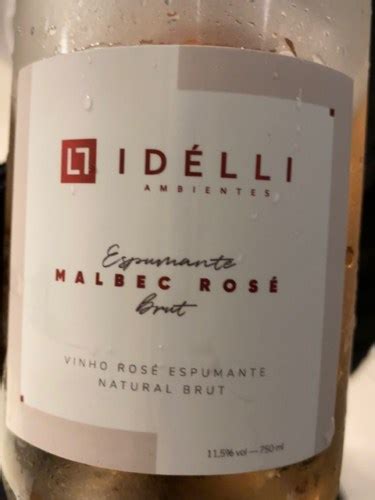 IDÉLLI
AMBIENTES
Espumante
MALBEC ROSÉ
Brut
VINHO ROSÉ ESPUMANTE
NATURAL BRUT
11,5% vol — 750 ml